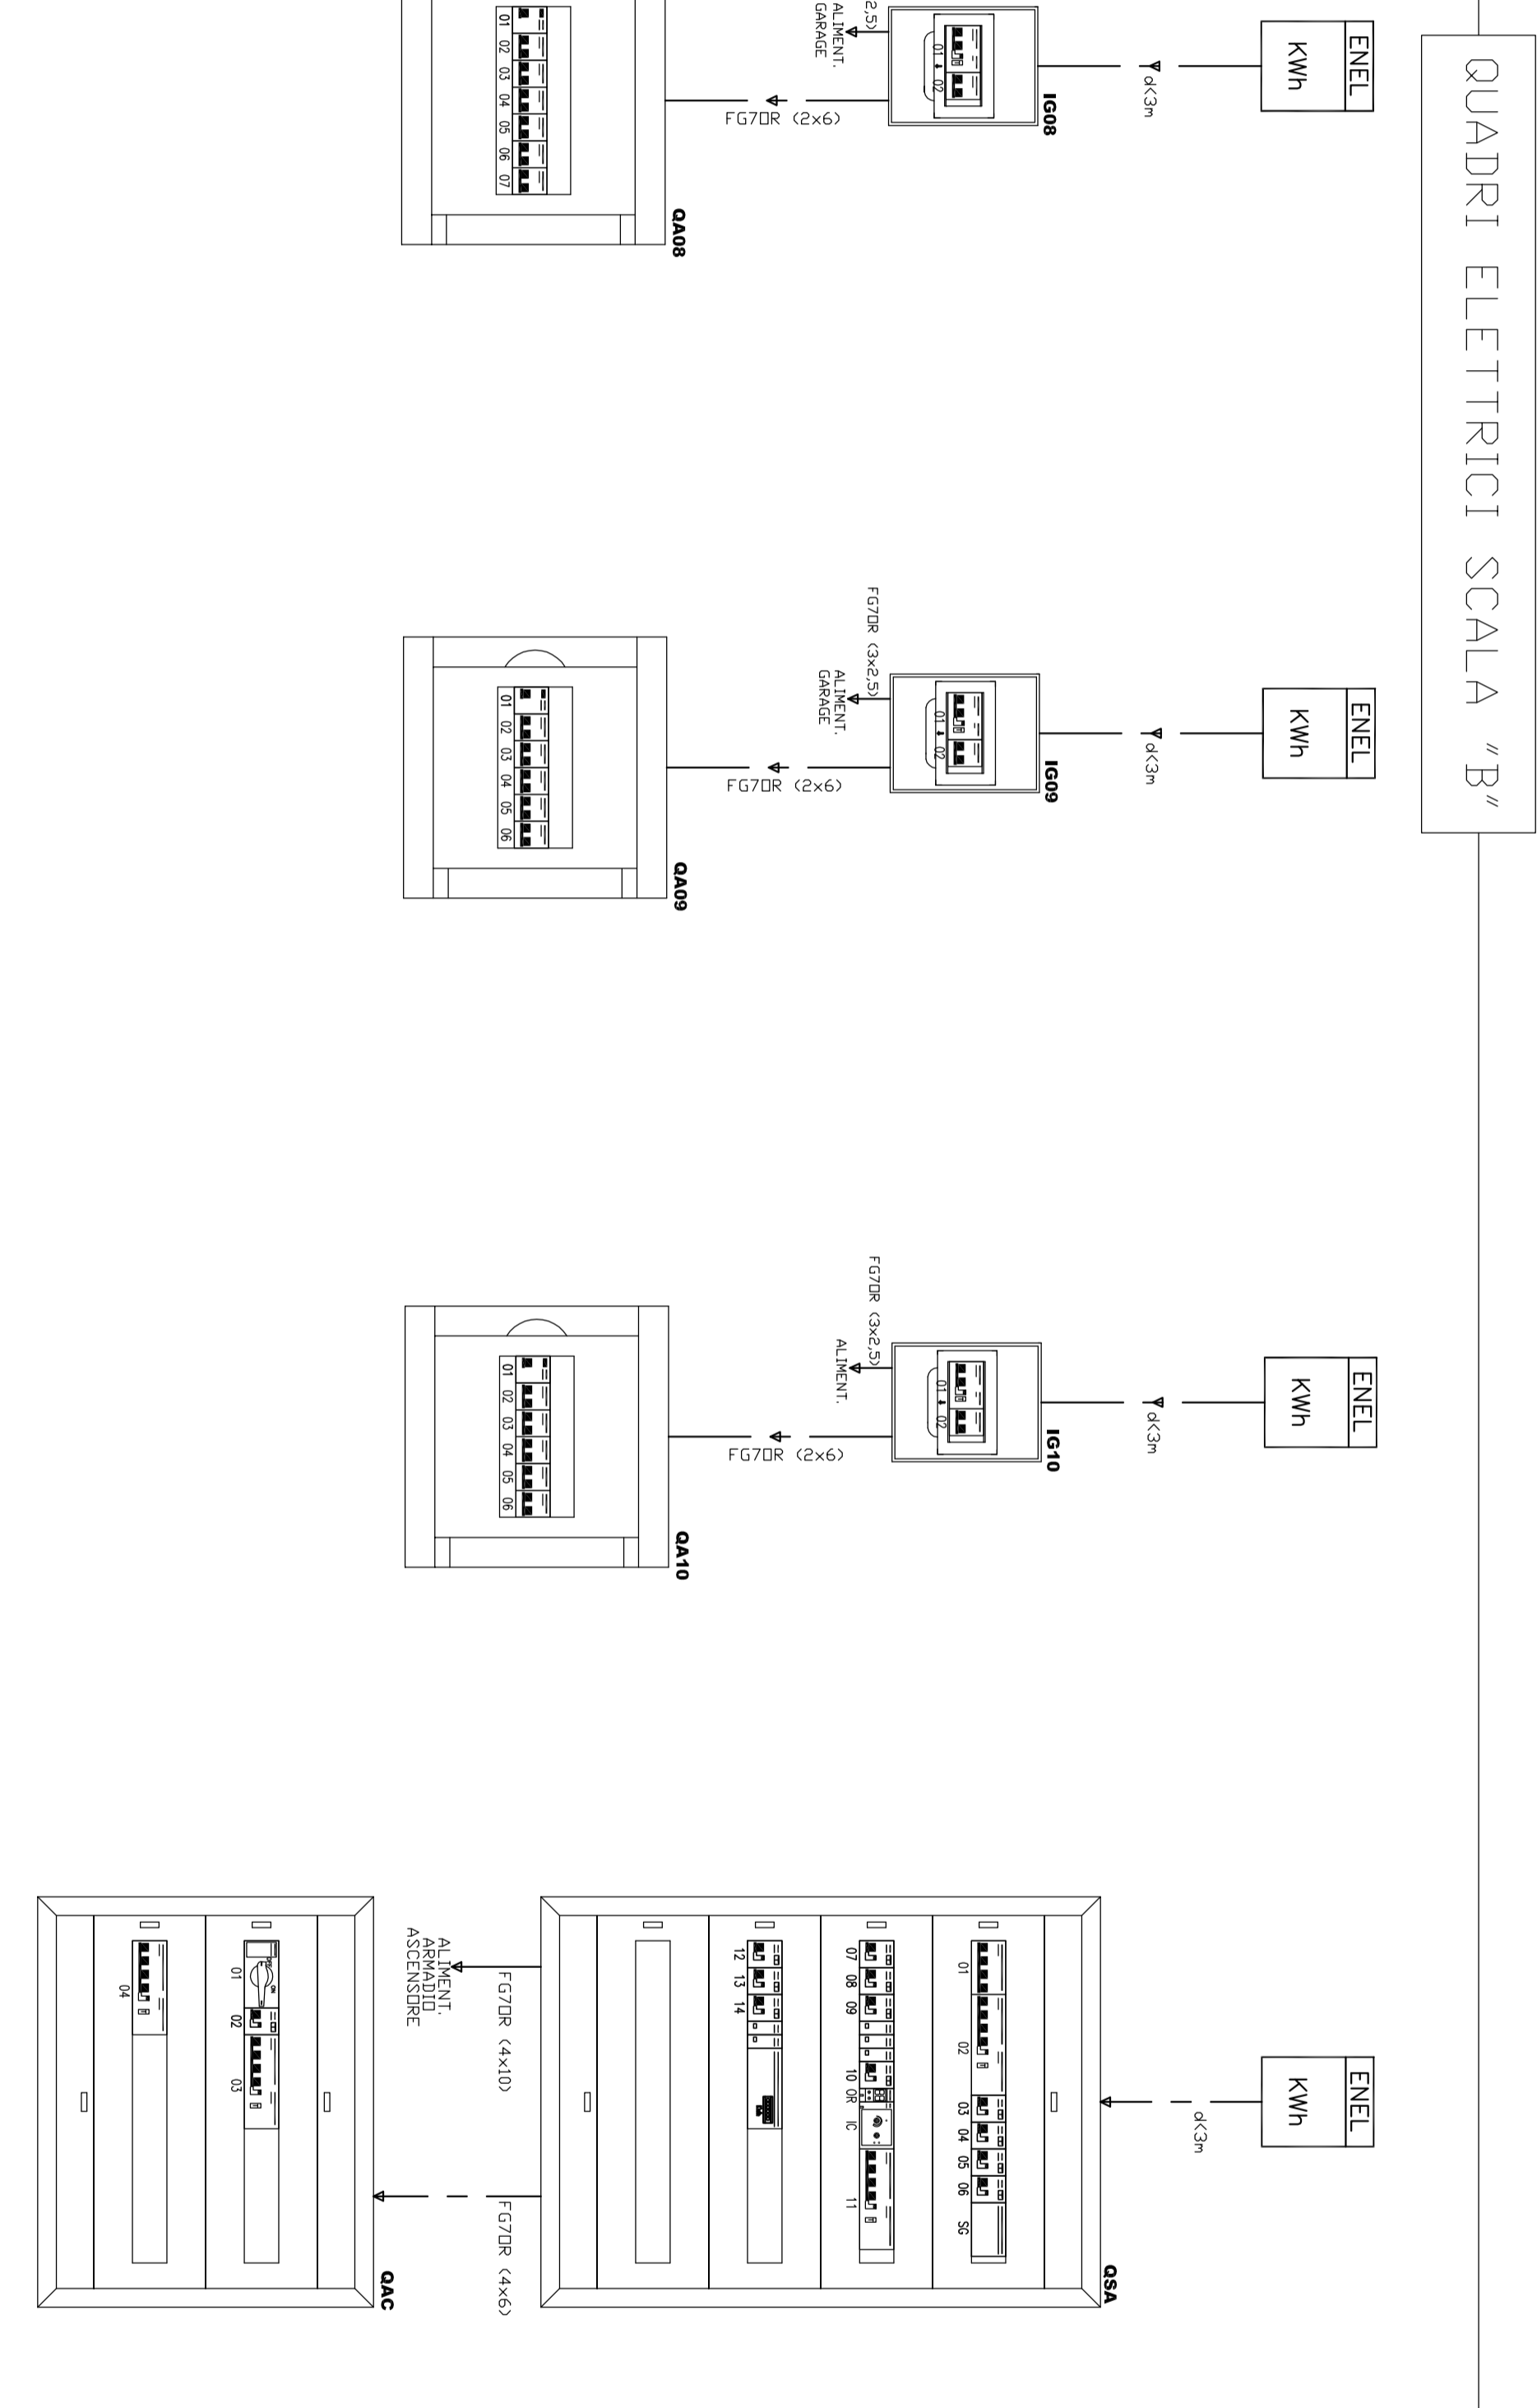 QUADRI ELETTRICI SCALA "B"
ENEL
KWh
d<3m
IG08
01 02
2,5)
ALIMENT.
GARAGE
FG7OR (2x6)
QA08
01 02 03 04 05 06 07
ENEL
KWh
d<3m
IG09
01 02
FG7OR (3x2,5)
ALIMENT.
GARAGE
FG7OR (2x6)
QA09
01 02 03 04 05 06
ENEL
KWh
d<3m
IG10
01 02
FG7OR (3x2,5)
ALIMENT.
FG7OR (2x6)
QA10
01 02 03 04 05 06
ENEL
KWh
d<3m
QSA
01 02 03 04 05 06 SG
07 08 09 10 OR IC 11
12 13 14
FG7OR (4x10)
ALIMENT.
ARMADIO
ASCENSORE
FG7OR (4x6)
QAC
OFF ON
01 02 03
04